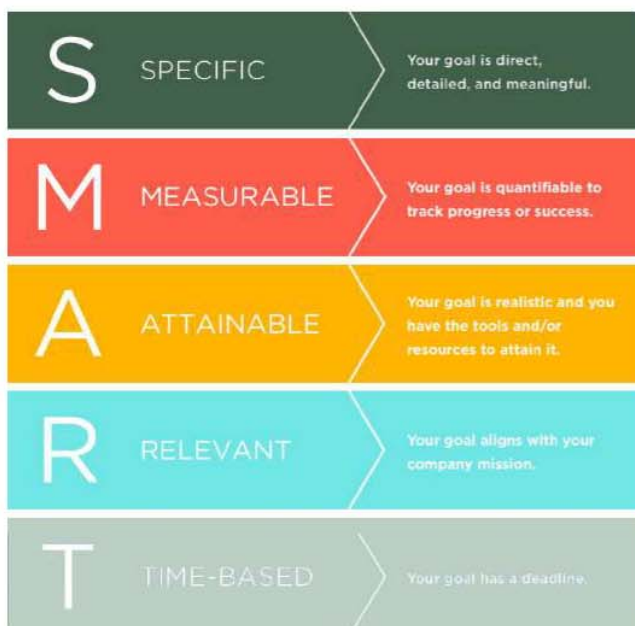 S SPECIFIC
Your goal is direct,
detailed, and meaningful.
M MEASURABLE
Your goal is quantifiable to
track progress or success.
A ATTAINABLE
Your goal is realistic and you
have the tools and/or
resources to attain it.
R RELEVANT
Your goal aligns with your
company mission.
T TIME-BASED
Your goal has a deadline.